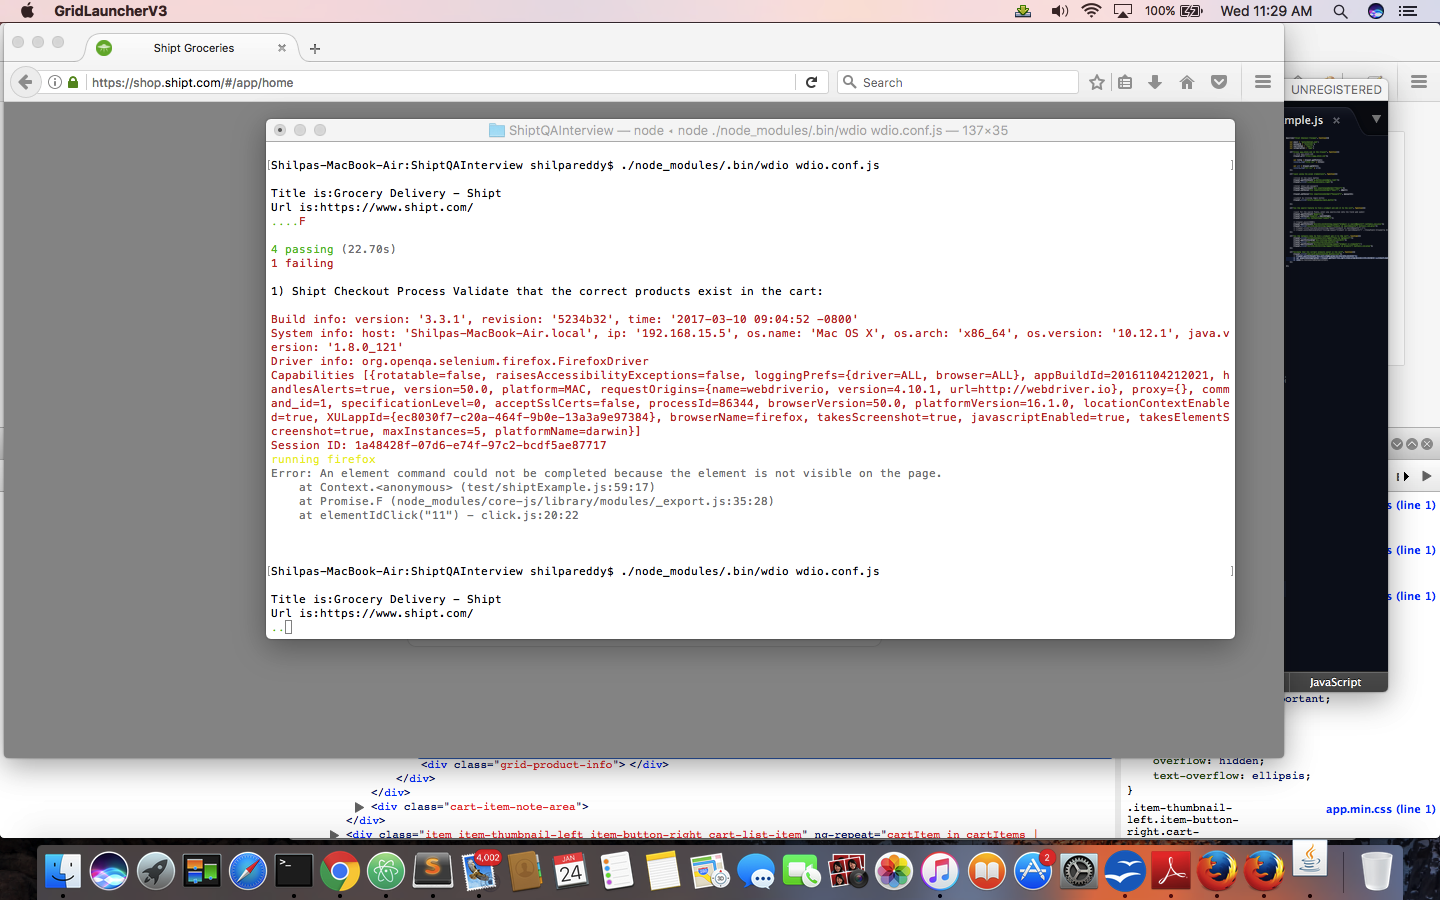 GridLauncherV3
100%
Wed 11:29 AM
Shipt Groceries
https://shop.shipt.com/#/app/home
Search
UNREGISTERED
mple.js
ShiptQAInterview — node ◂ node ./node_modules/.bin/wdio wdio.conf.js — 137×35
[Shilpas-MacBook-Air:ShiptQAInterview shilpareddy$ ./node_modules/.bin/wdio wdio.conf.js ]
Title is:Grocery Delivery - Shipt
Url is:https://www.shipt.com/
....F
4 passing (22.70s)
1 failing
1) Shipt Checkout Process Validate that the correct products exist in the cart:
Build info: version: '3.3.1', revision: '5234b32', time: '2017-03-10 09:04:52 -0800'
System info: host: 'Shilpas-MacBook-Air.local', ip: '192.168.15.5', os.name: 'Mac OS X', os.arch: 'x86_64', os.version: '10.12.1', java.v
ersion: '1.8.0_121'
Driver info: org.openqa.selenium.firefox.FirefoxDriver
Capabilities [{rotatable=false, raisesAccessibilityExceptions=false, loggingPrefs={driver=ALL, browser=ALL}, appBuildId=20161104212021, h
andlesAlerts=true, version=50.0, platform=MAC, requestOrigins={name=webdriverio, version=4.10.1, url=http://webdriver.io}, proxy={}, comm
and_id=1, specificationLevel=0, acceptSslCerts=false, processId=86344, browserVersion=50.0, platformVersion=16.1.0, locationContextEnable
d=true, XULappId={ec8030f7-c20a-464f-9b0e-13a3a9e97384}, browserName=firefox, takesScreenshot=true, javascriptEnabled=true, takesElementS
creenshot=true, maxInstances=5, platformName=darwin}]
Session ID: 1a48428f-07d6-e74f-97c2-bcdf5ae87717
running firefox
Error: An element command could not be completed because the element is not visible on the page.
at Context.<anonymous> (test/shiptExample.js:59:17)
at Promise.F (node_modules/core-js/library/modules/_export.js:35:28)
at elementIdClick("11") - click.js:20:22
[Shilpas-MacBook-Air:ShiptQAInterview shilpareddy$ ./node_modules/.bin/wdio wdio.conf.js ]
Title is:Grocery Delivery - Shipt
Url is:https://www.shipt.com/
..
s (line 1)
s (line 1)
s (line 1)
JavaScript
portant;
<div class="grid-product-info"> </div>
</div>
</div>
<div class="cart-item-note-area">
</div>
<div class="item item-thumbnail-left item-button-right cart-list-item" ng-repeat="cartItem in cartItems |
overflow: hidden;
text-overflow: ellipsis;
}
.item-thumbnail-
left.item-button-
right.cart-
app.min.css (line 1)
4,002
JAN
24
2